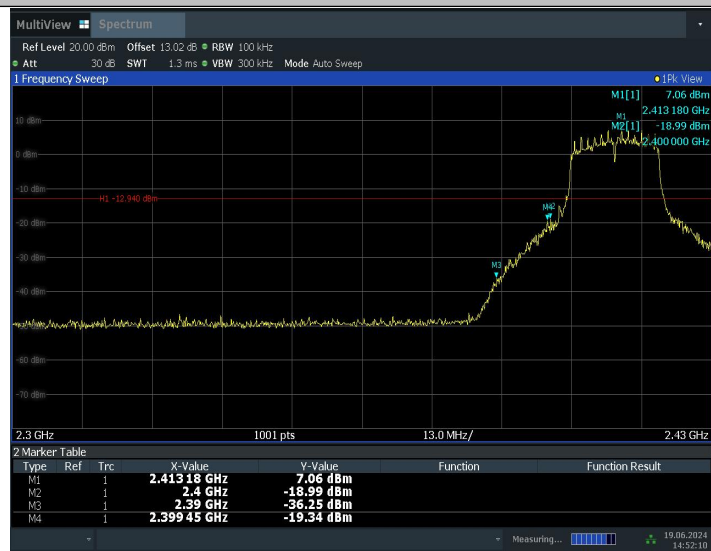 MultiView Spectrum
Ref Level 20.00 dBm Offset 13.02 dB RBW 100 kHz
Att 30 dB SWT 1.3 ms VBW 300 kHz Mode Auto Sweep
1 Frequency Sweep 1Pk View
M1[1] 7.06 dBm
2.413 180 GHz
M1
M2[1] -18.99 dBm
2.400 000 GHz
10 dBm
0 dBm
-10 dBm
H1 -12.940 dBm
-20 dBm
-30 dBm
M3
-40 dBm
-60 dBm
-70 dBm
2.3 GHz 1001 pts 13.0 MHz/ 2.43 GHz
2 Marker Table
Type Ref Trc X-Value Y-Value Function Function Result
M1 1 2.413 18 GHz 7.06 dBm
M2 1 2.4 GHz -18.99 dBm
M3 1 2.39 GHz -36.25 dBm
M4 1 2.399 45 GHz -19.34 dBm
Measuring... 19.06.2024
14:52:10